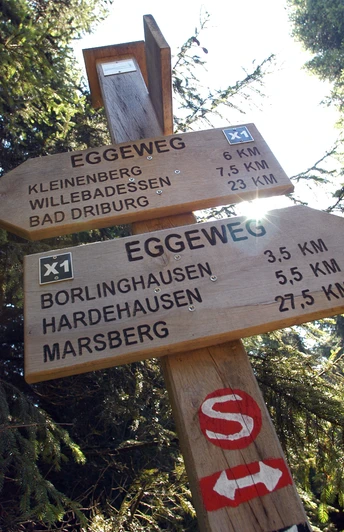 EGGEWEG X1
KLEINENBERG 6 KM
WILLEBADESSEN 7,5 KM
BAD DRIBURG 23 KM
EGGEWEG
X1
BORLINGHAUSEN 3,5 KM
HARDEHAUSEN 5,5 KM
MARSBERG 27,5 KM
S